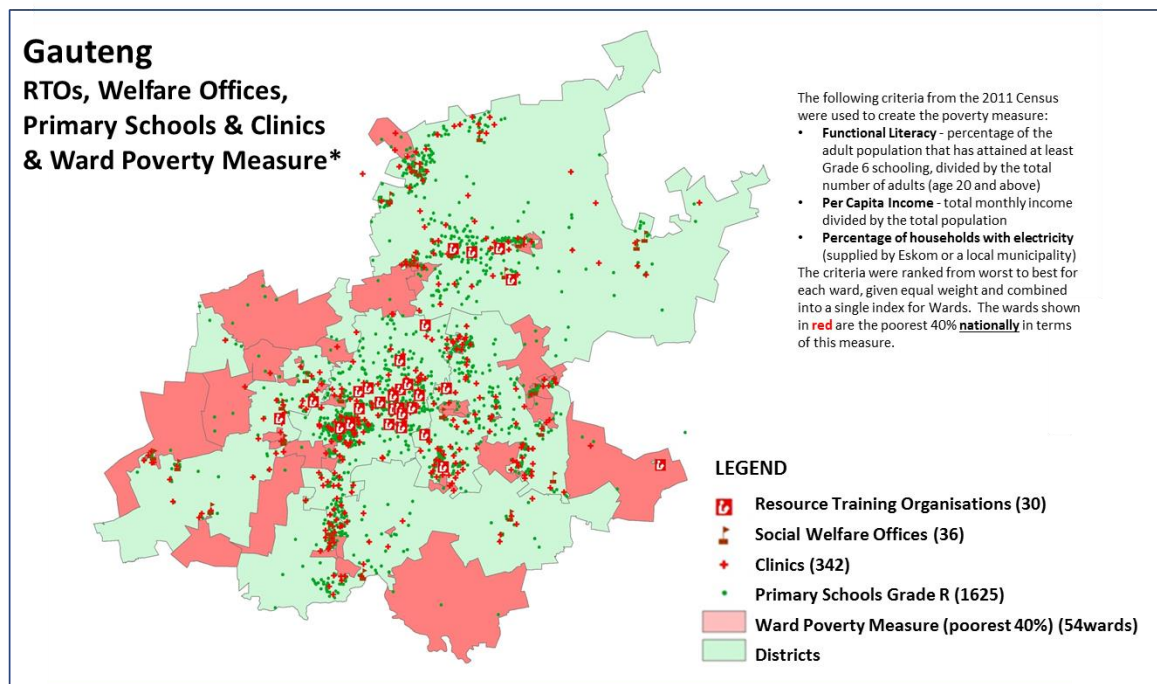 Gauteng
RTOs, Welfare Offices,
Primary Schools & Clinics
& Ward Poverty Measure*
The following criteria from the 2011 Census
were used to create the poverty measure:
• Functional Literacy - percentage of the
adult population that has attained at least
Grade 6 schooling, divided by the total
number of adults (age 20 and above)
• Per Capita Income - total monthly income
divided by the total population
• Percentage of households with electricity
(supplied by Eskom or a local municipality)
The criteria were ranked from worst to best for
each ward, given equal weight and combined
into a single index for Wards. The wards shown
in red are the poorest 40% nationally in terms
of this measure.
LEGEND
Resource Training Organisations (30)
Social Welfare Offices (36)
Clinics (342)
Primary Schools Grade R (1625)
Ward Poverty Measure (poorest 40%) (54wards)
Districts